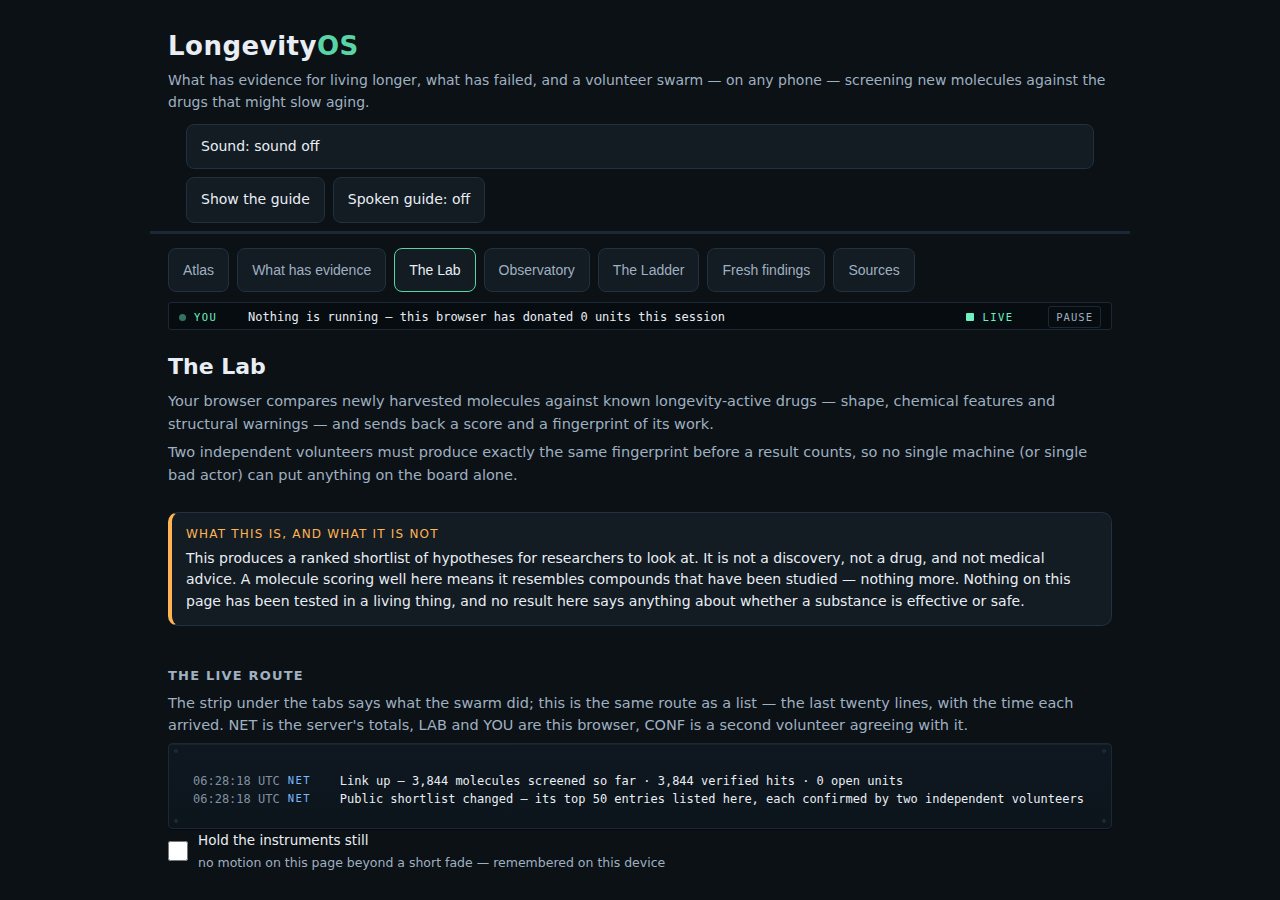 LongevityOS
What has evidence for living longer, what has failed, and a volunteer swarm — on any phone — screening new molecules against the
drugs that might slow aging.
Sound: sound off
Show the guide
Spoken guide: off
Atlas
What has evidence
The Lab
Observatory
The Ladder
Fresh findings
Sources
YOU Nothing is running — this browser has donated 0 units this session LIVE PAUSE
The Lab
Your browser compares newly harvested molecules against known longevity-active drugs — shape, chemical features and
structural warnings — and sends back a score and a fingerprint of its work.
Two independent volunteers must produce exactly the same fingerprint before a result counts, so no single machine (or single
bad actor) can put anything on the board alone.
WHAT THIS IS, AND WHAT IT IS NOT
This produces a ranked shortlist of hypotheses for researchers to look at. It is not a discovery, not a drug, and not medical
advice. A molecule scoring well here means it resembles compounds that have been studied — nothing more. Nothing on this
page has been tested in a living thing, and no result here says anything about whether a substance is effective or safe.
THE LIVE ROUTE
The strip under the tabs says what the swarm did; this is the same route as a list — the last twenty lines, with the time each
arrived. NET is the server's totals, LAB and YOU are this browser, CONF is a second volunteer agreeing with it.
06:28:18 UTC NET Link up — 3,844 molecules screened so far · 3,844 verified hits · 0 open units
06:28:18 UTC NET Public shortlist changed — its top 50 entries listed here, each confirmed by two independent volunteers
Hold the instruments still
no motion on this page beyond a short fade — remembered on this device